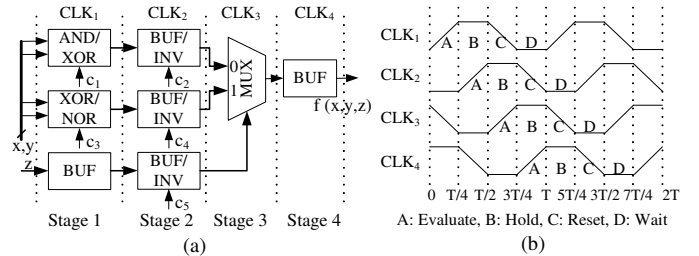 CLK₁ CLK₂ CLK₃ CLK₄
AND/
XOR
BUF/
INV
c₁ c₂
XOR/
NOR
BUF/
INV
c₃ c₄
x,y
z
BUF
BUF/
INV
c₅
0
1
MUX
BUF
f (x,y,z)
Stage 1 Stage 2 Stage 3 Stage 4
(a)
CLK₁ A B C D
CLK₂ A B C D
CLK₃ A B C D
CLK₄ A B C D
0 T/4 T/2 3T/4 T 5T/4 3T/2 7T/4 2T
A: Evaluate, B: Hold, C: Reset, D: Wait
(b)